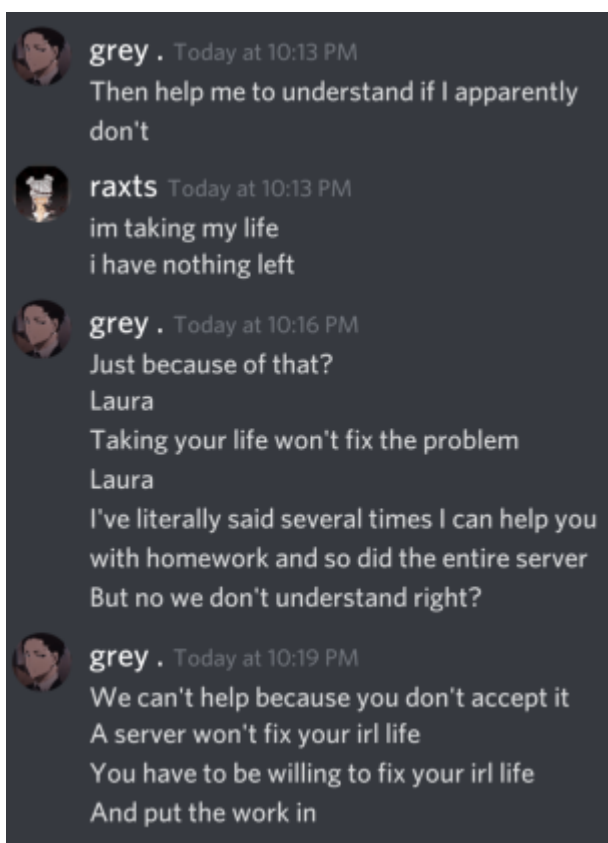 grey . Today at 10:13 PM
Then help me to understand if I apparently
don't
raxts Today at 10:13 PM
im taking my life
i have nothing left
grey . Today at 10:16 PM
Just because of that?
Laura
Taking your life won't fix the problem
Laura
I've literally said several times I can help you
with homework and so did the entire server
But no we don't understand right?
grey . Today at 10:19 PM
We can't help because you don't accept it
A server won't fix your irl life
You have to be willing to fix your irl life
And put the work in